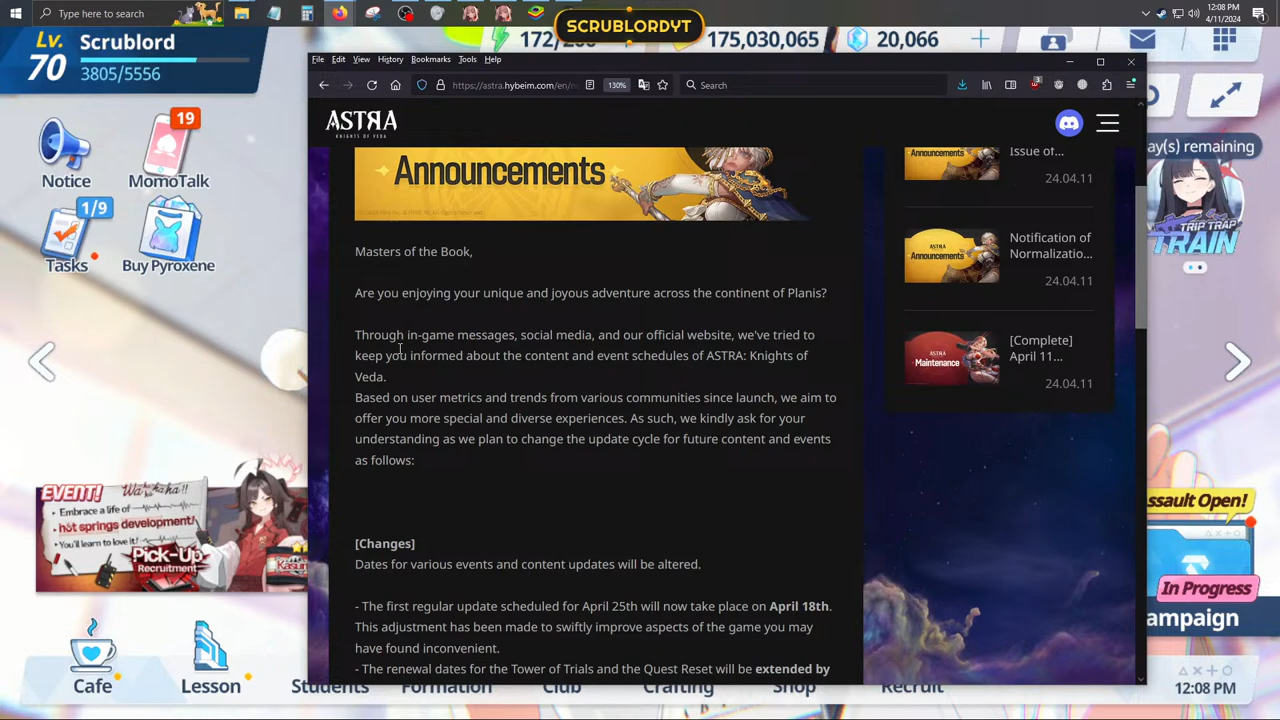 Type here to search
12:08 PM
4/11/2024
SCRUBLORDYT
Lv.
70
Scrublord
3805/5556
172/2
175,030,065
20,066
File Edit View History Bookmarks Tools Help
https://astra.hybeim.com/en/n
130%
Search
3
ASTRA
KNIGHTS OF VEDA
19
Notice
MomoTalk
1/9
Tasks
Buy Pyroxene
ay(s) remaining
TRIP TRAP
TRAIN
Announcements
Announcements
Issue of...
24.04.11
Masters of the Book,
Are you enjoying your unique and joyous adventure across the continent of Planis?
Through in-game messages, social media, and our official website, we've tried to
keep you informed about the content and event schedules of ASTRA: Knights of
Veda.
Based on user metrics and trends from various communities since launch, we aim to
offer you more special and diverse experiences. As such, we kindly ask for your
understanding as we plan to change the update cycle for future content and events
as follows:
[Changes]
Dates for various events and content updates will be altered.
- The first regular update scheduled for April 25th will now take place on April 18th.
This adjustment has been made to swiftly improve aspects of the game you may
have found inconvenient.
- The renewal dates for the Tower of Trials and the Quest Reset will be extended by
ASTRA
Announcements
Notification of
Normalizatio...
24.04.11
ASTRA
Maintenance
[Complete]
April 11...
24.04.11
EVENT!
Embrace a life of
hot springs development!
You'll learn to love it!
Pick-Up
Recruitment
Kasum
ssault Open!
In Progress
mpaign
Cafe
Lesson
Students
Formation
Club
Crafting
Shop
Recruit
12:08 PM